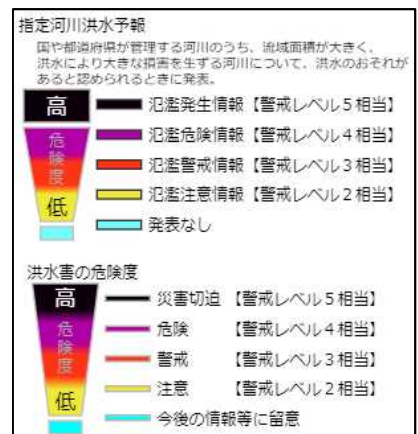 指定河川洪水予報
国や都道府県が管理する河川のうち、流域面積が大きく、
洪水により大きな損害を生ずる河川について、洪水のおそれが
あると認められるときに発表。
高
危険度
低
氾濫発生情報【警戒レベル5相当】
氾濫危険情報【警戒レベル4相当】
氾濫警戒情報【警戒レベル3相当】
氾濫注意情報【警戒レベル2相当】
発表なし
洪水害の危険度
高
危険度
低
災害切迫 【警戒レベル5相当】
危険 【警戒レベル4相当】
警戒 【警戒レベル3相当】
注意 【警戒レベル2相当】
今後の情報等に留意